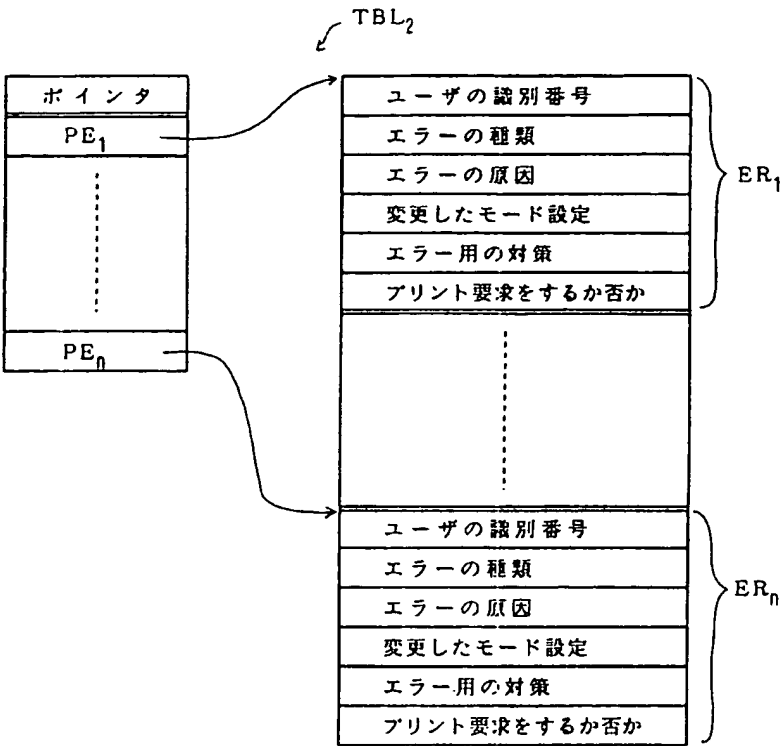 TBL₂
ポインタ
PE₁
PEₙ
ユーザの識別番号
エラーの種類
エラーの原因
変更したモード設定
エラー用の対策
プリント要求をするか否か
ER₁
ユーザの識別番号
エラーの種類
エラーの原因
変更したモード設定
エラー用の対策
プリント要求をするか否か
ERₙ